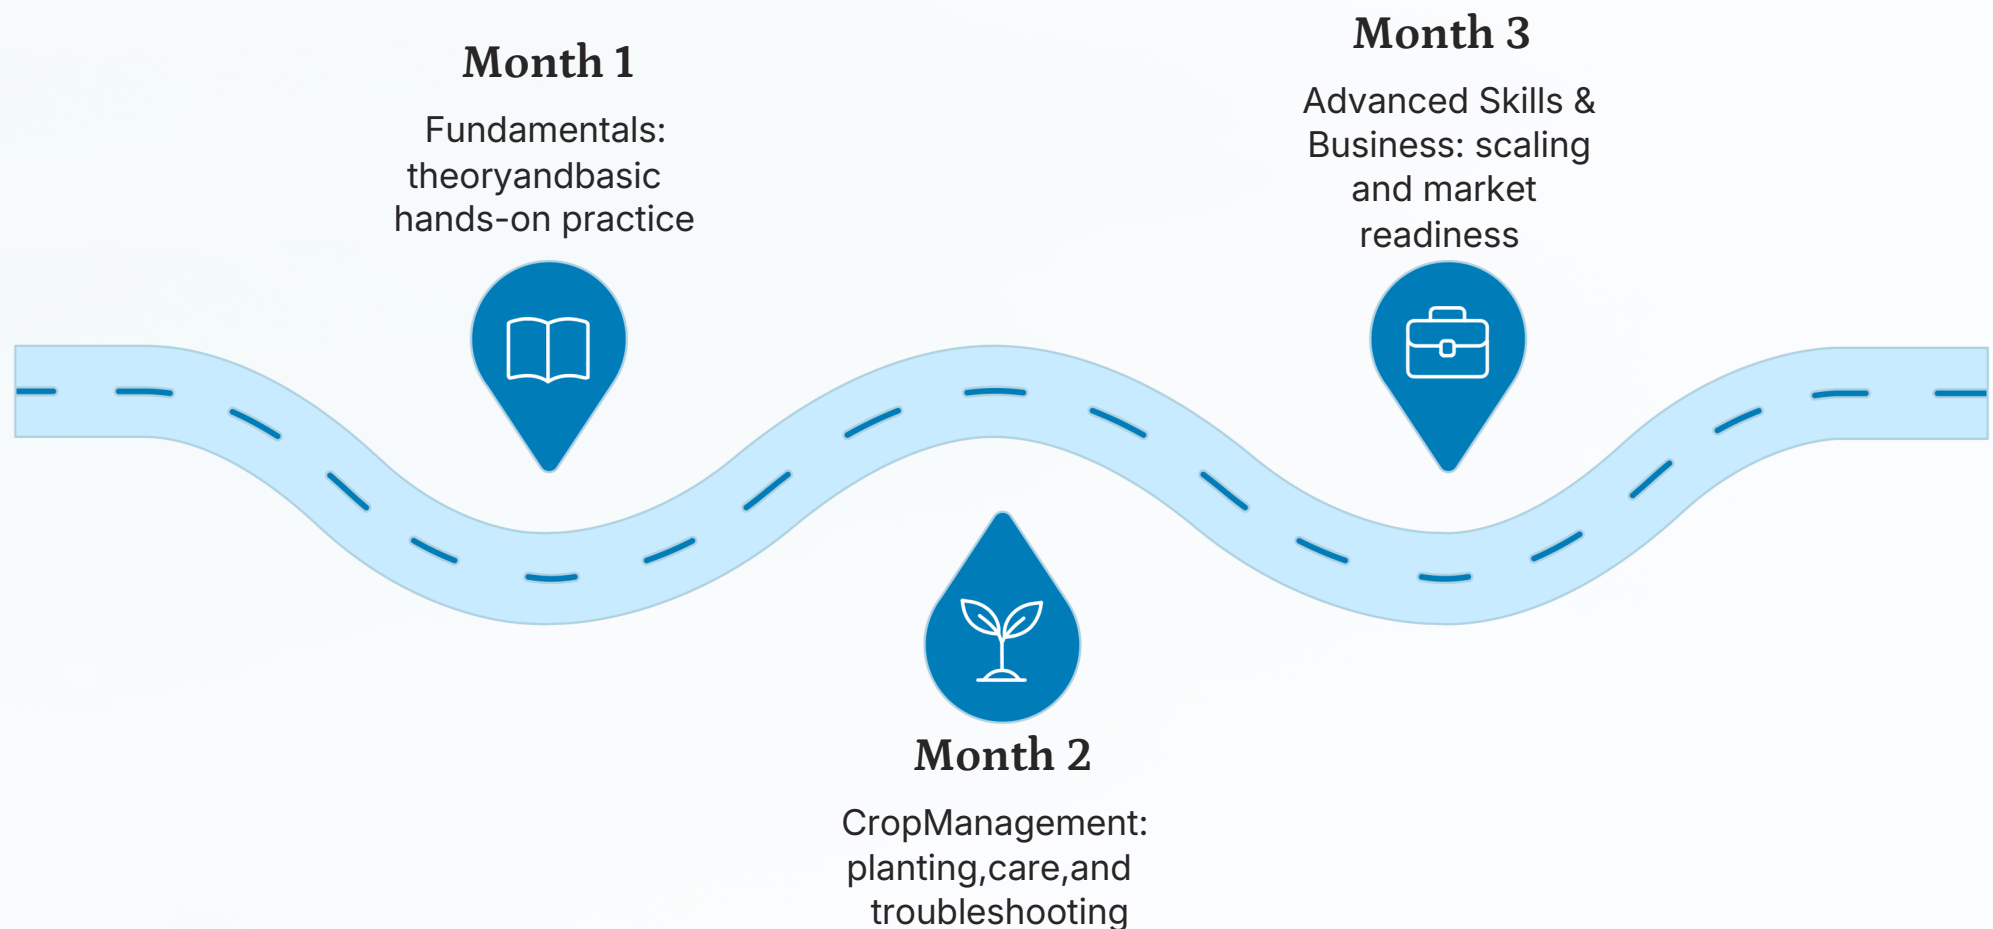 Month 1
Fundamentals:
theoryandbasic
hands-on practice
Month 2
CropManagement:
planting,care,and
troubleshooting
Month 3
Advanced Skills &
Business: scaling
and market
readiness